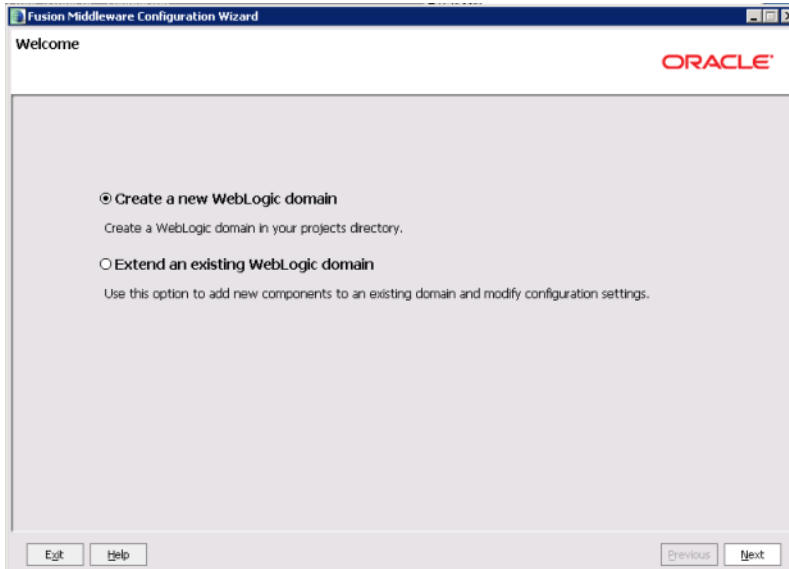 Fusion Middleware Configuration Wizard
Welcome
ORACLE
Create a new WebLogic domain
Create a WebLogic domain in your projects directory.
Extend an existing WebLogic domain
Use this option to add new components to an existing domain and modify configuration settings.
Exit Help Previous Next